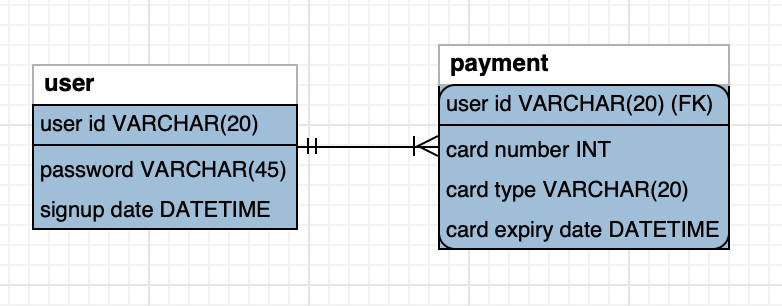 user
user id VARCHAR(20)
password VARCHAR(45)
signup date DATETIME
payment
user id VARCHAR(20) (FK)
card number INT
card type VARCHAR(20)
card expiry date DATETIME